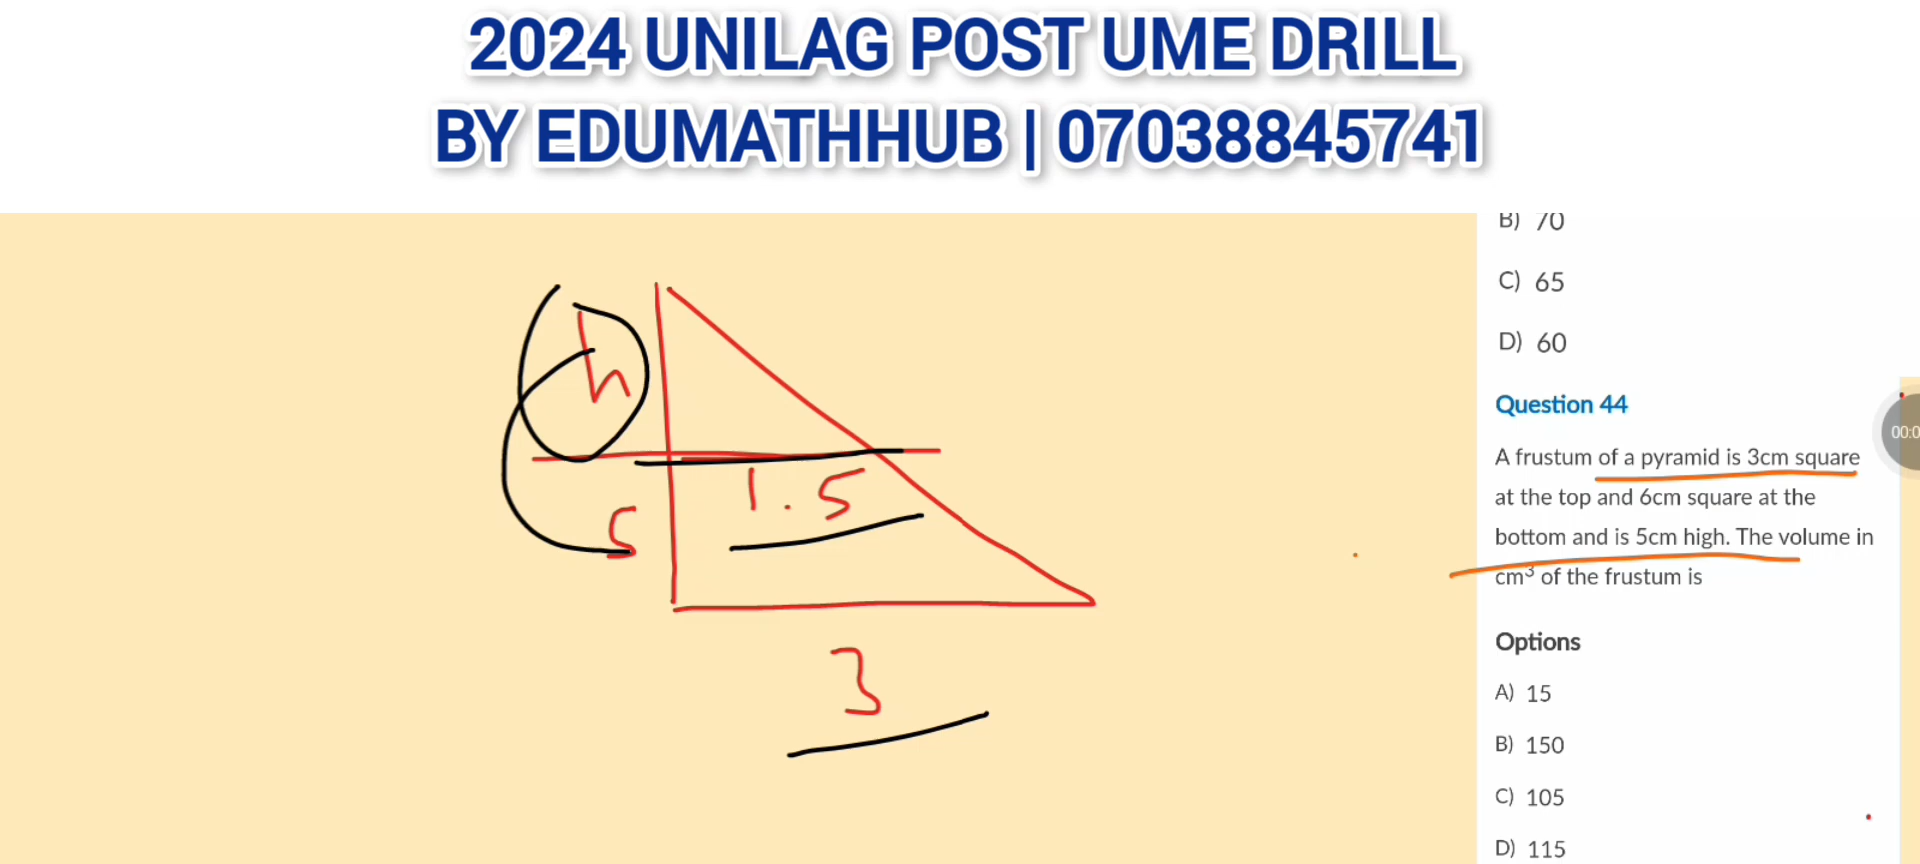 2024 UNILAG POST UME DRILL
BY EDUMATHHUB | 07038845741
h
5
1.5
3
B) 70
C) 65
D) 60
Question 44
A frustum of a pyramid is 3cm square
at the top and 6cm square at the
bottom and is 5cm high. The volume in
cm³ of the frustum is
Options
A) 15
B) 150
C) 105
D) 115
00:0